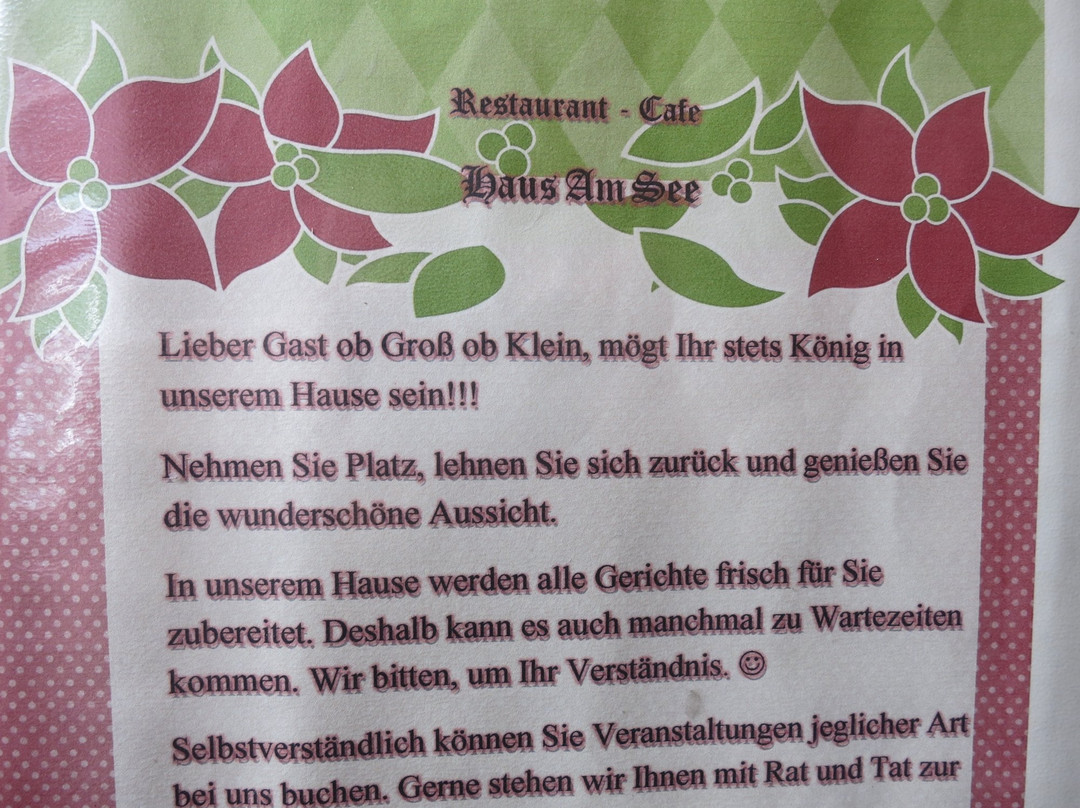 Restaurant - Cafe
Haus Am See
Lieber Gast ob Groß ob Klein, mögt Ihr stets König in
unserem Hause sein!!!
Nehmen Sie Platz, lehnen Sie sich zurück und genießen Sie
die wunderschöne Aussicht.
In unserem Hause werden alle Gerichte frisch für Sie
zubereitet. Deshalb kann es auch manchmal zu Wartezeiten
kommen. Wir bitten, um Ihr Verständnis. ☺
Selbstverständlich können Sie Veranstaltungen jeglicher Art
bei uns buchen. Gerne stehen wir Ihnen mit Rat und Tat zur